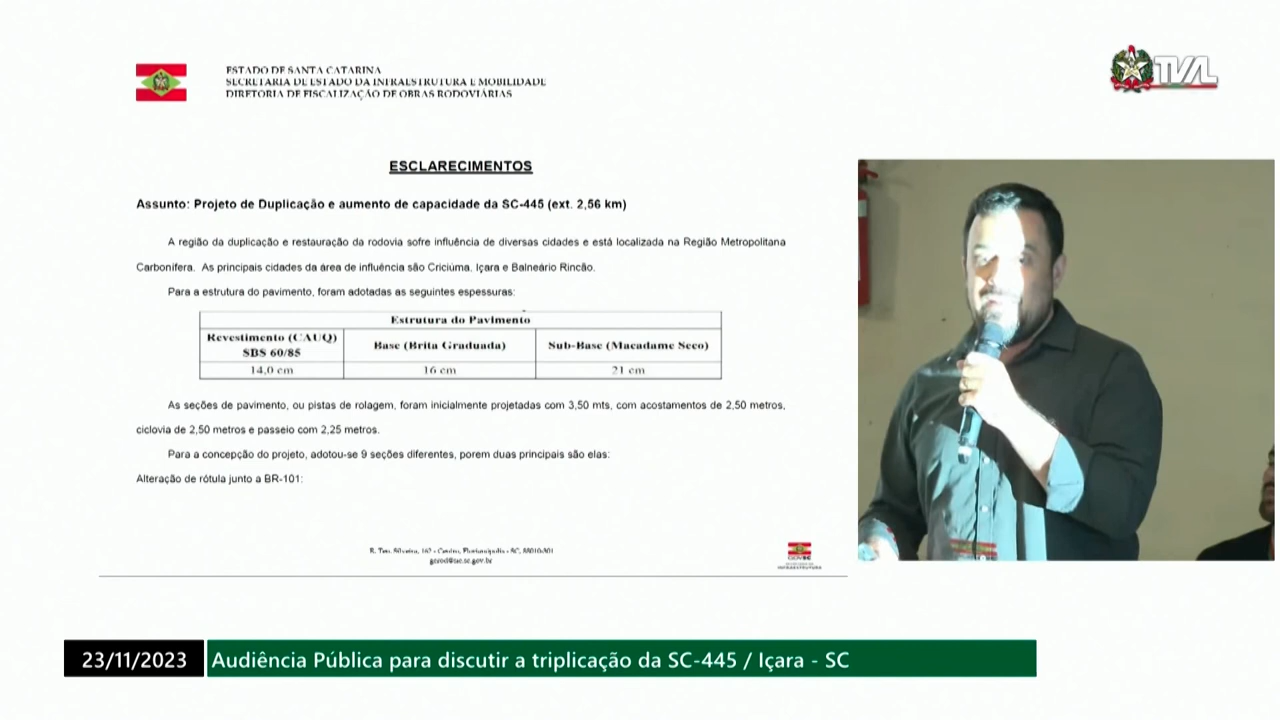 ESTADO DE SANTA CATARINA
SECRETARIA DE ESTADO DA INFRAESTRUTURA E MOBILIDADE
DIRETORIA DE FISCALIZAÇÃO DE OBRAS RODOVIÁRIAS
TVAL
ESCLARECIMENTOS
Assunto: Projeto de Duplicação e aumento de capacidade da SC-445 (ext. 2,56 km)
A região da duplicação e restauração da rodovia sofre influência de diversas cidades e está localizada na Região Metropolitana
Carbonífera. As principais cidades da área de influência são Criciúma, Içara e Balneário Rincão.
Para a estrutura do pavimento, foram adotadas as seguintes espessuras:
Estrutura do Pavimento
Revestimento (CAUQ) SBS 60/85
Base (Brita Graduada)
Sub-Base (Macadame Seco)
14,0 cm
16 cm
21 cm
As seções de pavimento, ou pistas de rolagem, foram inicialmente projetadas com 3,50 mts, com acostamentos de 2,50 metros,
ciclovia de 2,50 metros e passeio com 2,25 metros.
Para a concepção do projeto, adotou-se 9 seções diferentes, porem duas principais são elas:
Alteração de rótula junto a BR-101:
R. Ten. Silveira, 162 - Centro, Florianópolis - SC,
GOVSC
INFRAESTRUTURA
23/11/2023
Audiência Pública para discutir a triplicação da SC-445 / Içara - SC